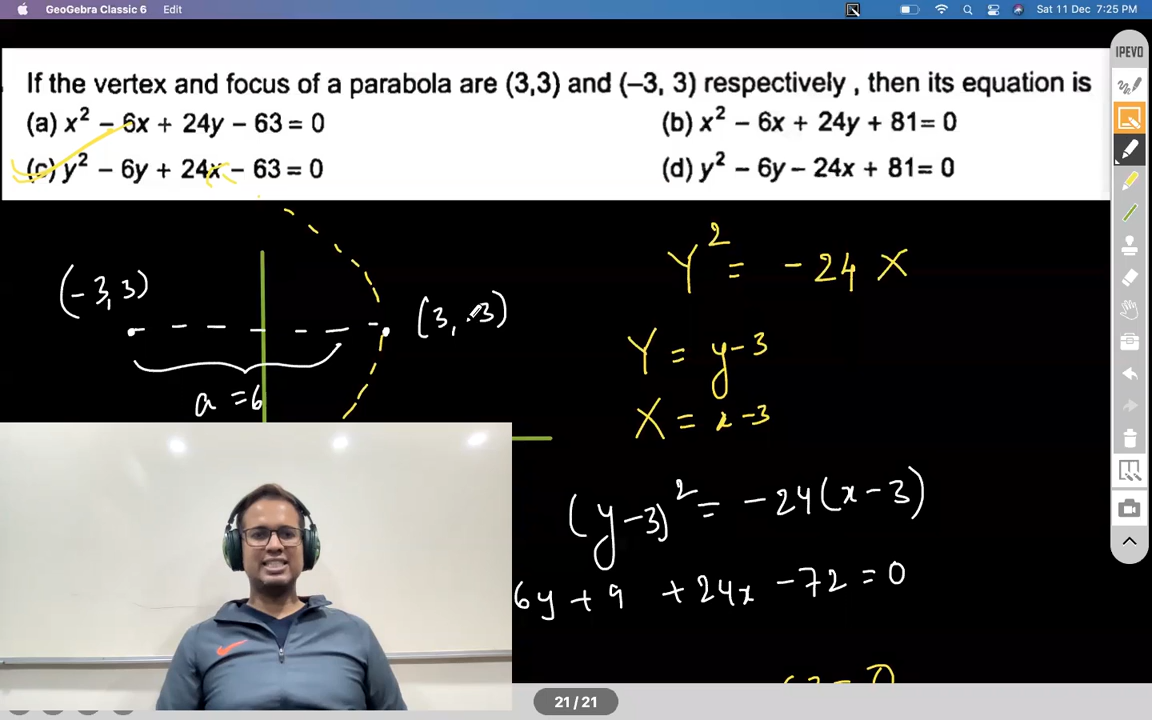 GeoGebra Classic 6 Edit Sat 11 Dec 7:25 PM
IPEVO
If the vertex and focus of a parabola are (3,3) and (–3, 3) respectively , then its equation is
(a) x² – 6x + 24y – 63 = 0 (b) x² – 6x + 24y + 81= 0
(c) y² – 6y + 24x – 63 = 0 (d) y² – 6y – 24x + 81= 0
(-3,3)
(3, 3)
a = 6
Y² = -24 X
Y = y-3
X = x-3
(y-3)² = -24(x-3)
6y + 9 + 24x - 72 = 0
21 / 21